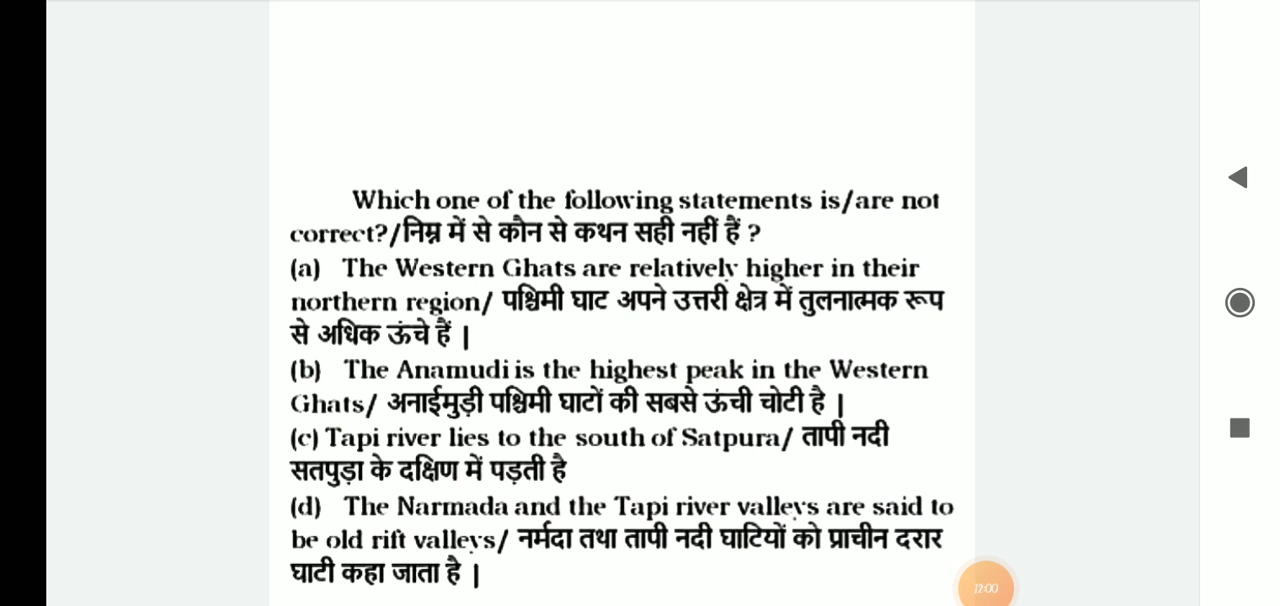 Which one of the following statements is/are not
correct?/निम्न में से कौन से कथन सही नहीं हैं ?
(a) The Western Ghats are relatively higher in their
northern region/ पश्चिमी घाट अपने उत्तरी क्षेत्र में तुलनात्मक रूप
से अधिक ऊंचे हैं |
(b) The Anamudi is the highest peak in the Western
Ghats/ अनाईमुड़ी पश्चिमी घाटों की सबसे ऊंची चोटी है |
(c) Tapi river lies to the south of Satpura/ तापी नदी
सतपुड़ा के दक्षिण में पड़ती है
(d) The Narmada and the Tapi river valleys are said to
be old rift valleys/ नर्मदा तथा तापी नदी घाटियों को प्राचीन दरार
घाटी कहा जाता है |
12:00